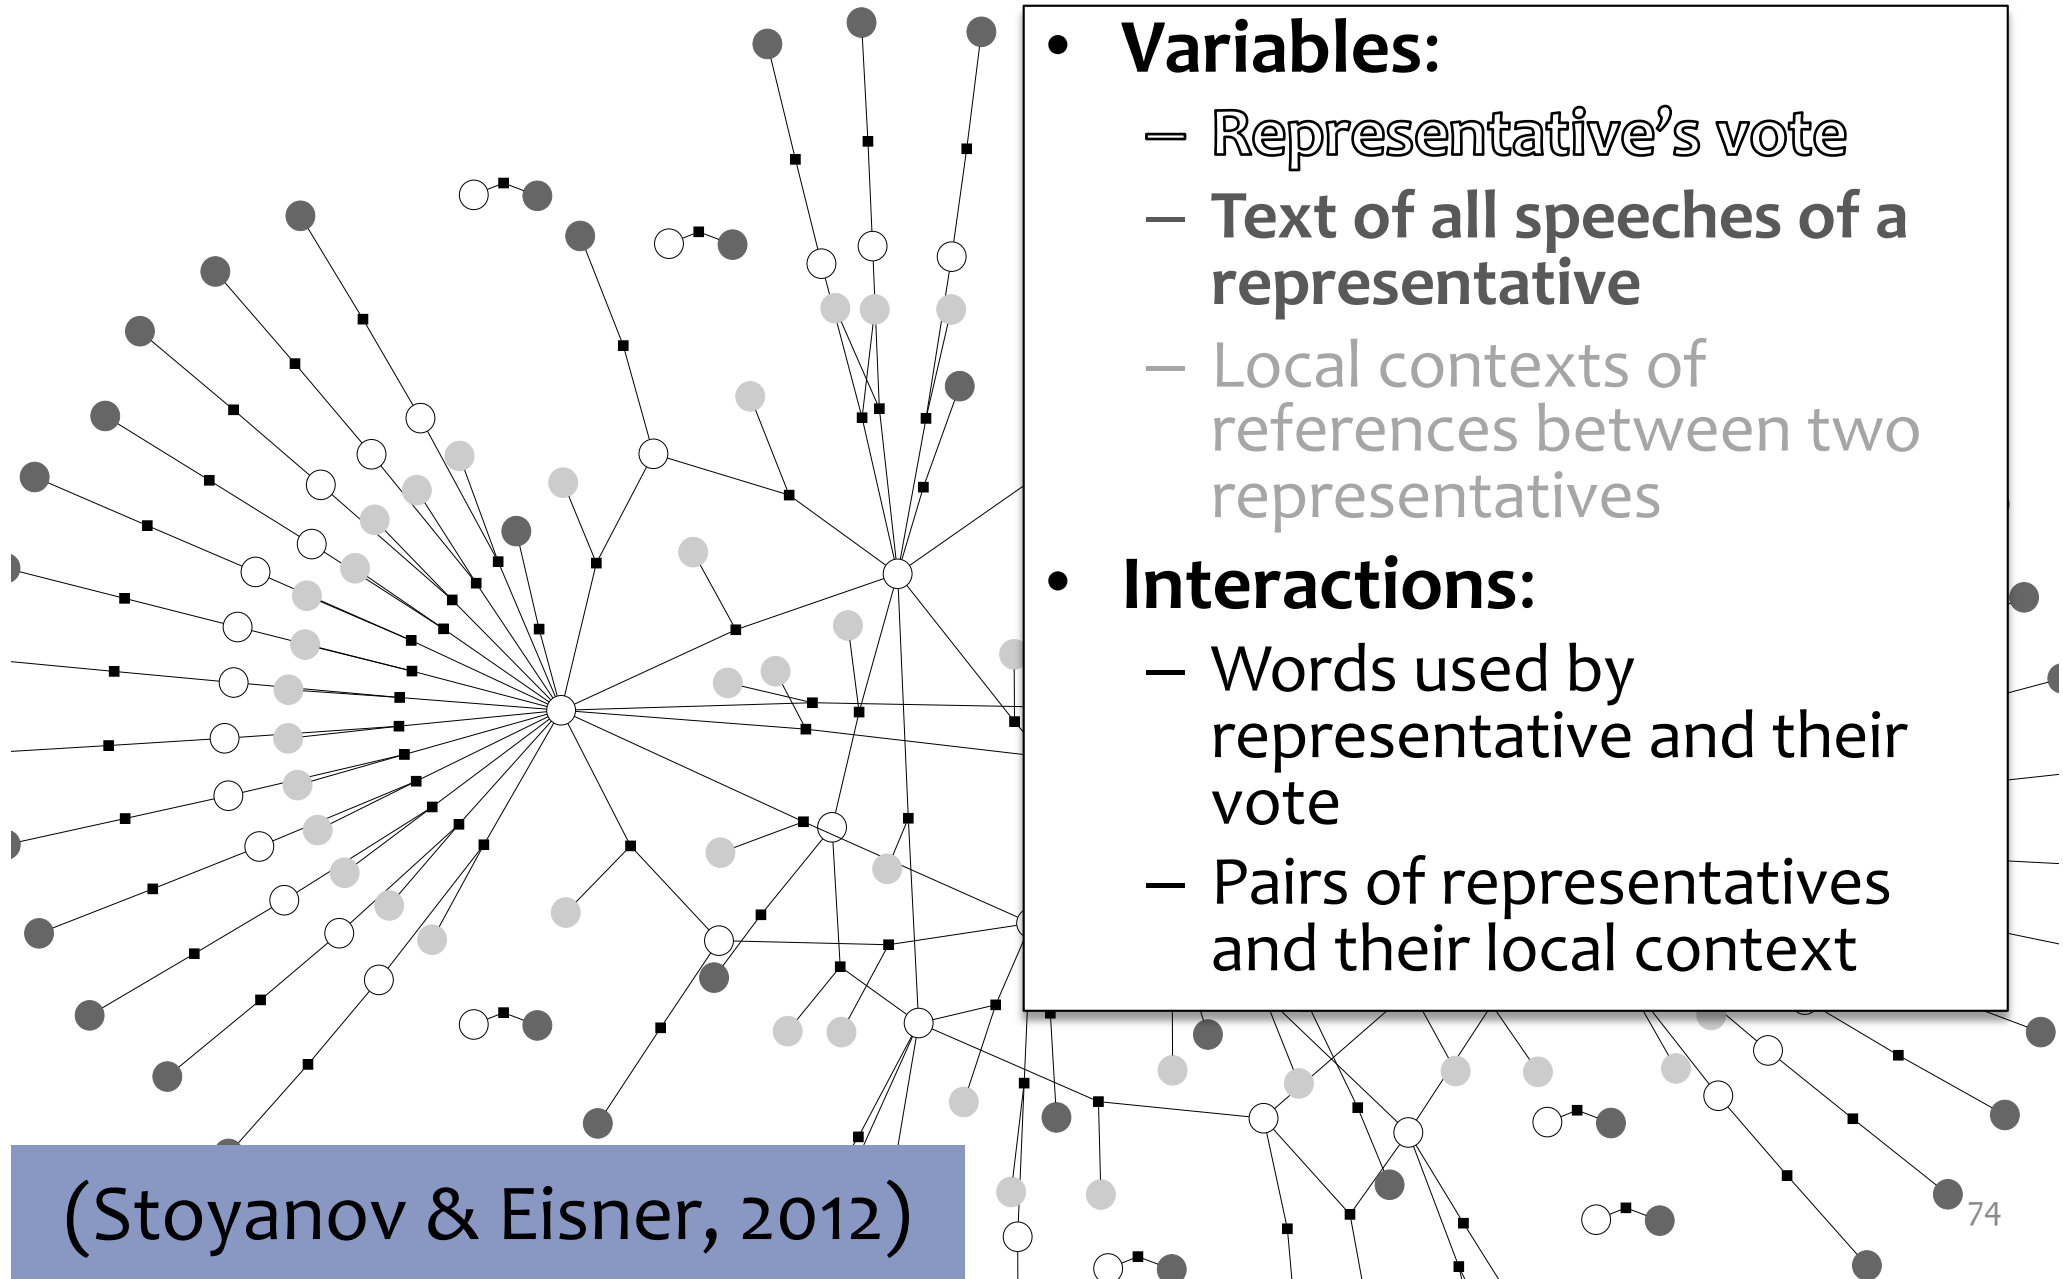 • Variables:
– Representative’s vote
– Text of all speeches of a
representative
– Local contexts of
references between two
representatives
• Interactions:
– Words used by
representative and their
vote
– Pairs of representatives
and their local context
(Stoyanov & Eisner, 2012)
74